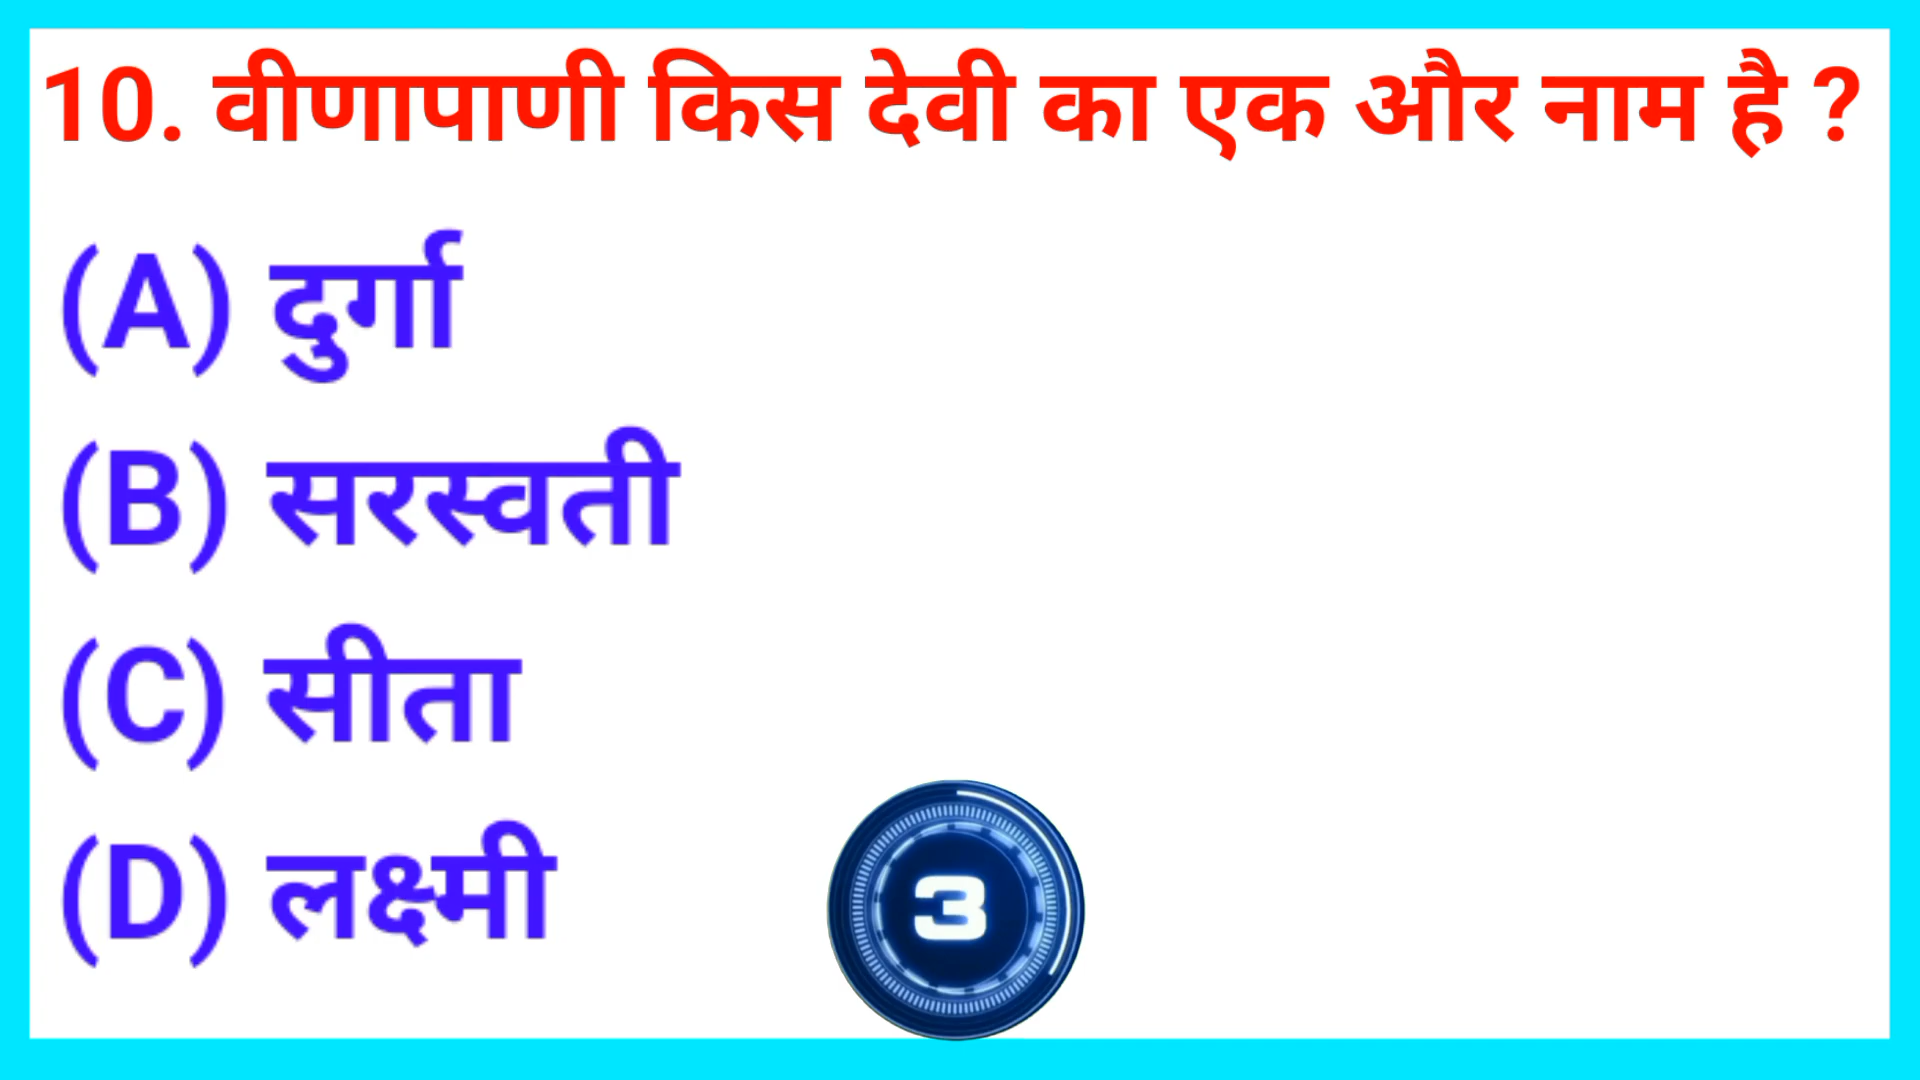 10. वीणापाणी किस देवी का एक और नाम है ?
(A) दुर्गा
(B) सरस्वती
(C) सीता
(D) लक्ष्मी
3